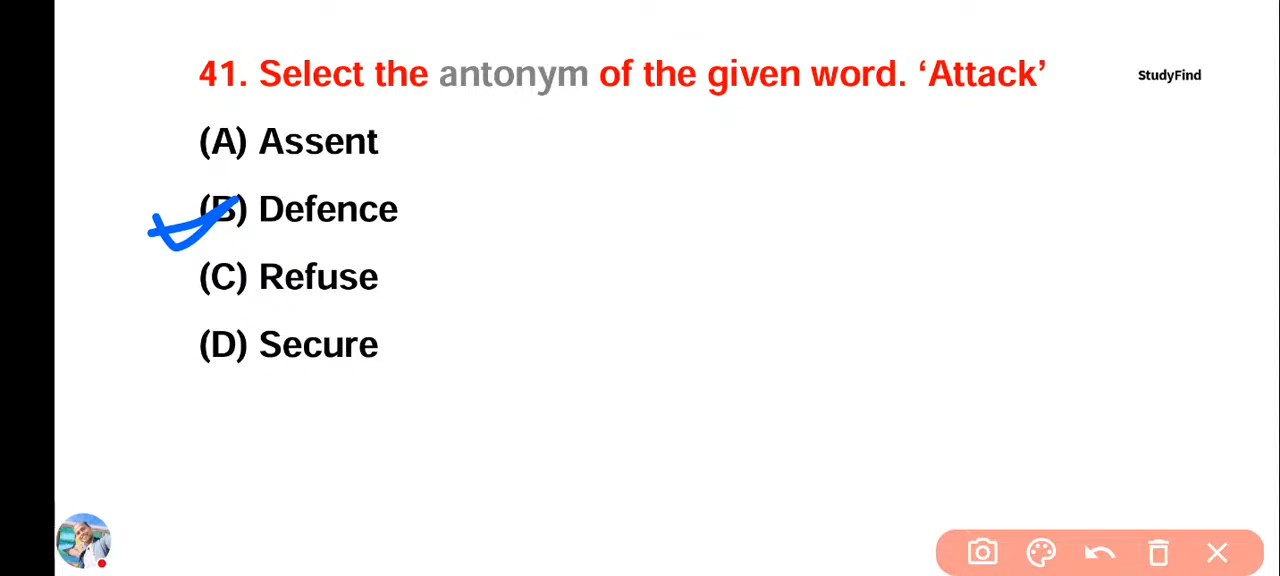 41. Select the antonym of the given word. ‘Attack’
StudyFind
(A) Assent
(B) Defence
(C) Refuse
(D) Secure